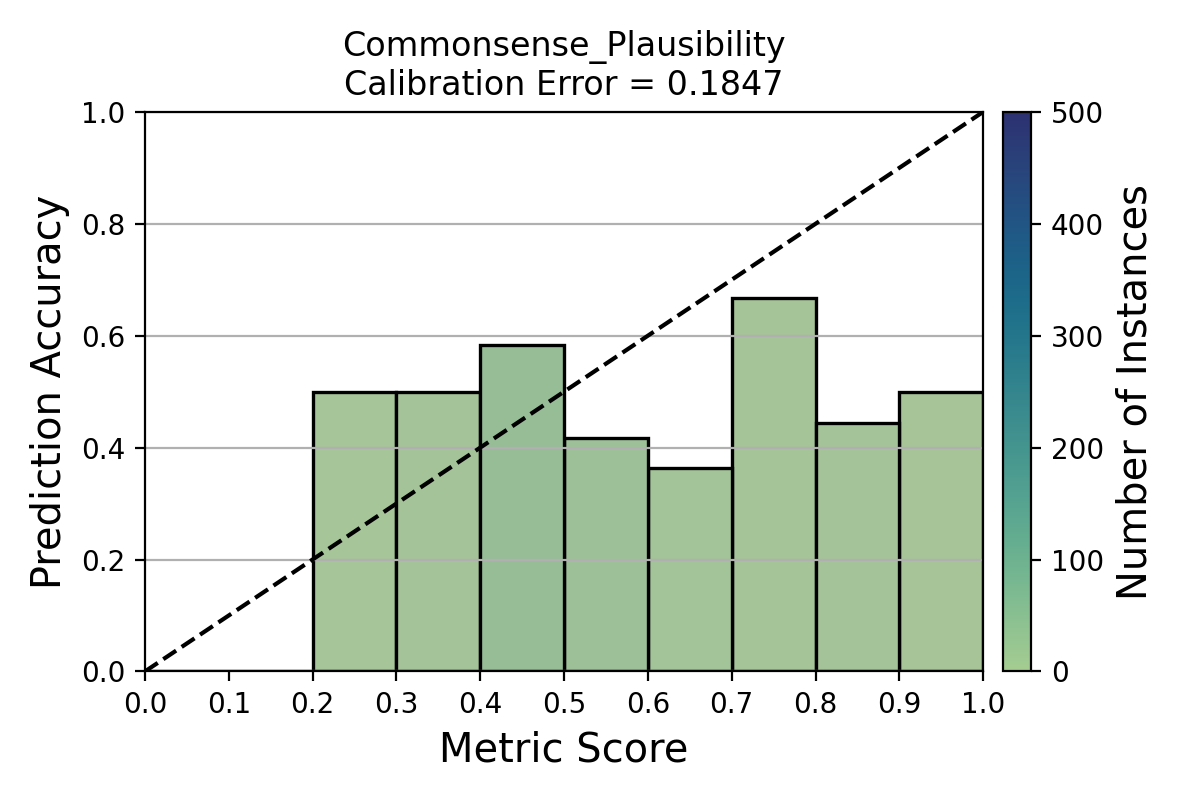 Commonsense_Plausibility
Calibration Error = 0.1847
Prediction Accuracy
1.0
0.8
0.6
0.4
0.2
0.0
0.0 0.1 0.2 0.3 0.4 0.5 0.6 0.7 0.8 0.9 1.0
Metric Score
500
400
300
200
100
0
Number of Instances